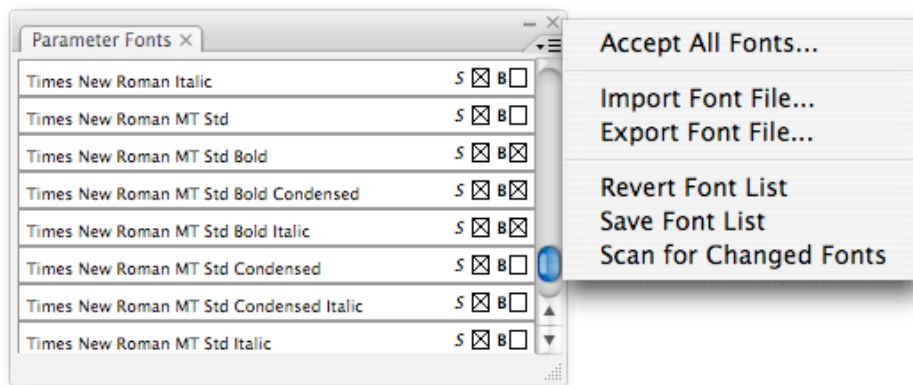 Parameter Fonts
Times New Roman Italic S B
Times New Roman MT Std S B
Times New Roman MT Std Bold S B
Times New Roman MT Std Bold Condensed S B
Times New Roman MT Std Bold Italic S B
Times New Roman MT Std Condensed S B
Times New Roman MT Std Condensed Italic S B
Times New Roman MT Std Italic S B
Accept All Fonts...
Import Font File...
Export Font File...
Revert Font List
Save Font List
Scan for Changed Fonts